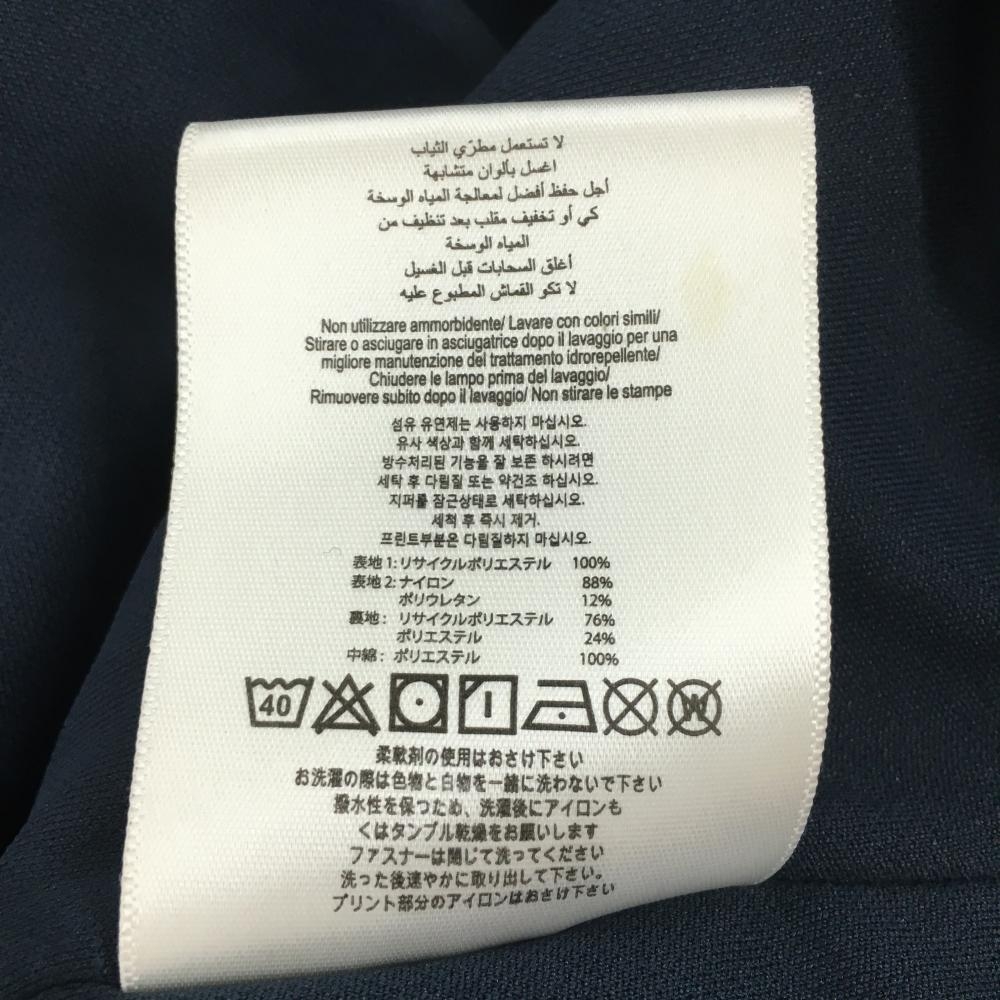 لا تستعمل مطرّي الثياب
اغسل بألوان متشابهة
أجل حفظ أفضل لمعالجة المياه الوسخة
كي أو تخفيف مقلب بعد تنظيف من
المياه الوسخة
أغلق السحابات قبل الغسيل
لا تكو القماش المطبوع عليه
Non utilizzare ammorbidente/ Lavare con colori simili/
Stirare o asciugare in asciugatrice dopo il lavaggio per una
migliore manutenzione del trattamento idrorepellente/
Chiudere le lampo prima del lavaggio/
Rimuovere subito dopo il lavaggio/ Non stirare le stampe
섬유 유연제는 사용하지 마십시오.
유사 색상과 함께 세탁하십시오.
방수처리된 기능을 잘 보존 하시려면
세탁 후 다림질 또는 약건조 하십시오.
지퍼를 잠근상태로 세탁하십시오.
세척 후 즉시 제거.
프린트부분은 다림질하지 마십시오.
表地1:リサイクルポリエステル 100%
表地2:ナイロン 88%
ポリウレタン 12%
裏地: リサイクルポリエステル 76%
ポリエステル 24%
中綿: ポリエステル 100%
40 W
柔軟剤の使用はおさけ下さい
お洗濯の際は色物と白物を一緒に洗わないで下さい
撥水性を保つため、洗濯後にアイロンも
くはタンブル乾燥をお願いします
ファスナーは閉じて洗ってください
洗った後速やかに取り出して下さい。
プリント部分のアイロンはおさけ下さい